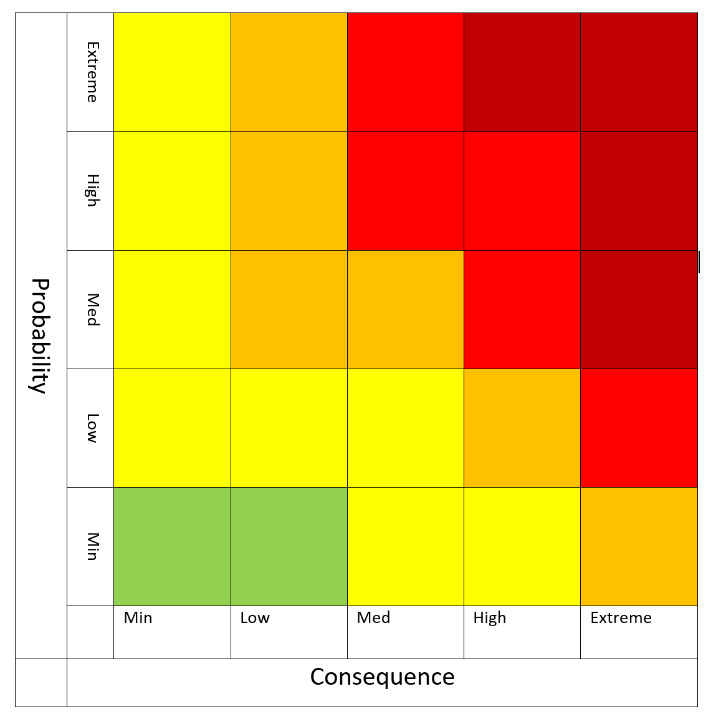 Probability
Extreme
High
Med
Low
Min
Min Low Med High Extreme
Consequence